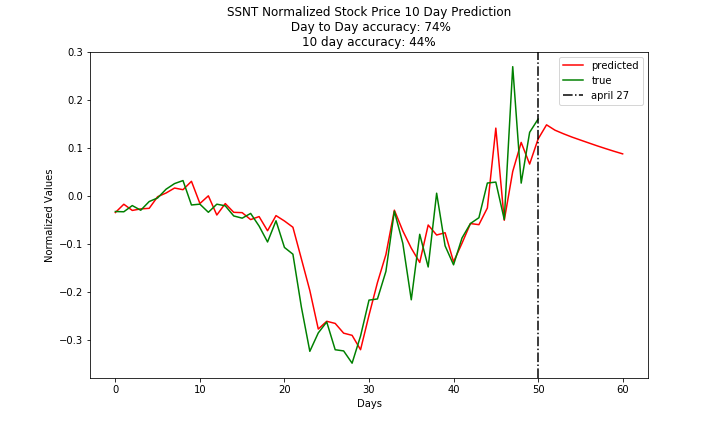 SSNT Normalized Stock Price 10 Day Prediction
Day to Day accuracy: 74%
10 day accuracy: 44%
predicted
true
april 27
Normalized Values
0.3
0.2
0.1
0.0
−0.1
−0.2
−0.3
0 10 20 30 40 50 60
Days